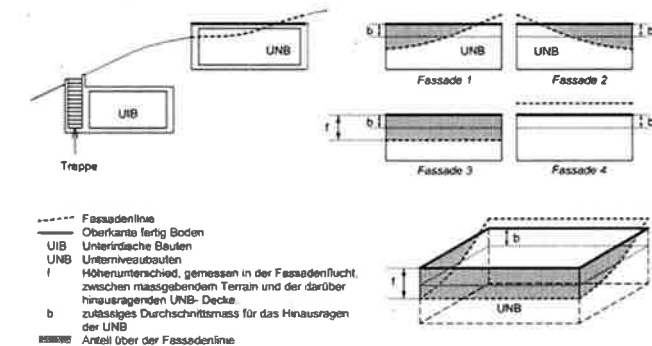 UNB
UIB
Treppe
b
UNB
Fassade 1
b
UNB
Fassade 2
f
b
Fassade 3
b
Fassade 4
Fassadenlinie
Oberkante fertig Boden
UIB Unterirdische Bauten
UNB Unterniveaubauten
f Höhenunterschied, gemessen in der Fassadenflucht,
zwischen massgebendem Terrain und der darüber
hinausragenden UNB- Decke.
b zulässiges Durchschnittsmass für das Hinausragen
der UNB
Anteil über der Fassadenlinie
b
f
UNB